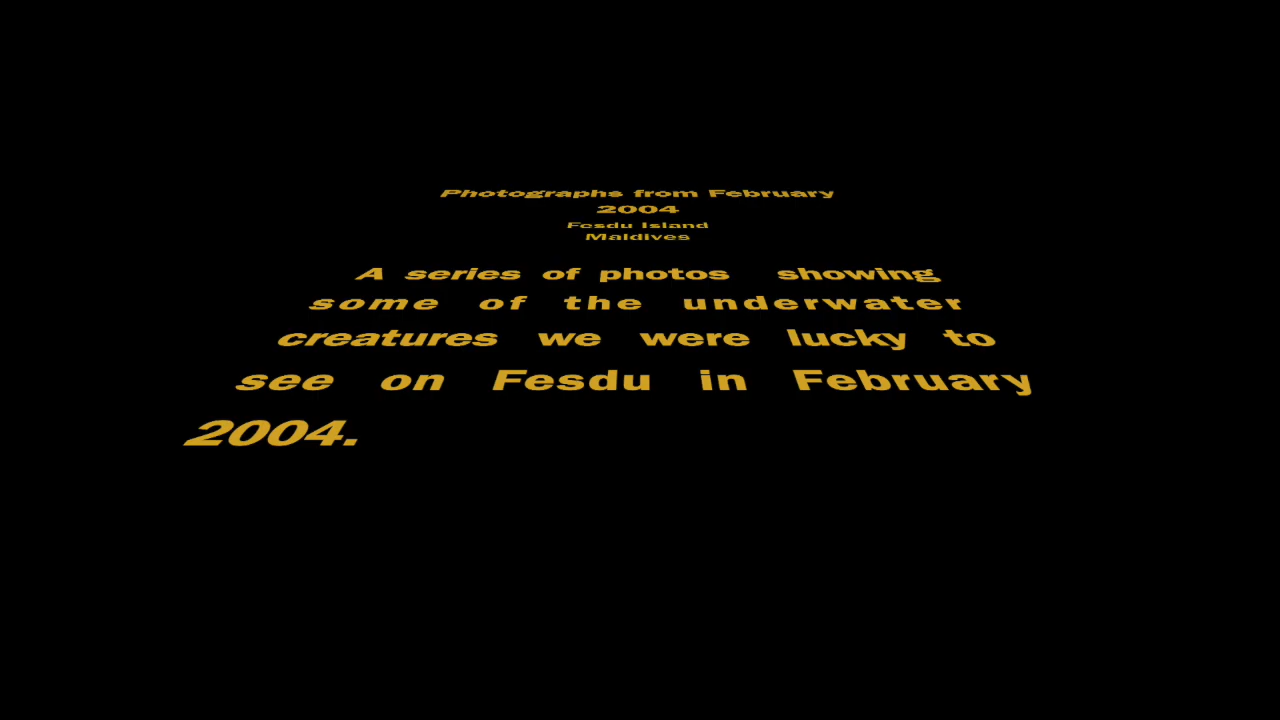 Photographs from February
2004
Fesdu Island
Maldives
A series of photos showing
some of the underwater
creatures we were lucky to
see on Fesdu in February
2004.